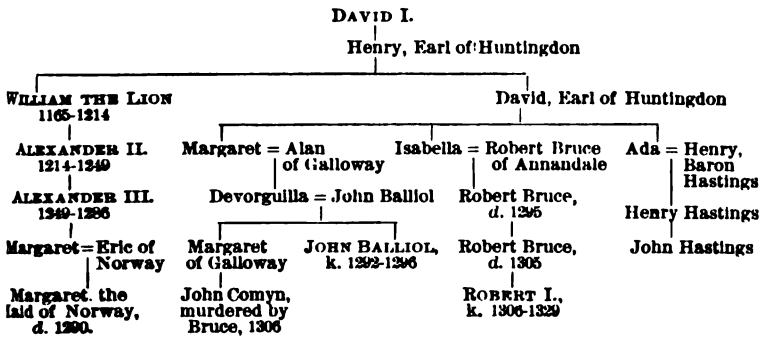 DAVID I.
Henry, Earl of Huntingdon
WILLIAM THE LION
1165-1214
David, Earl of Huntingdon
ALEXANDER II.
1214-1249
Margaret = Alan
of Galloway
Isabella = Robert Bruce
of Annandale
Ada = Henry,
Baron
Hastings
ALEXANDER III.
1249-1286
Devorguilla = John Balliol
Robert Bruce,
d. 1295
Henry Hastings
Margaret = Eric of
Norway
Margaret
of Galloway
JOHN BALLIOL,
k. 1292-1296
Robert Bruce,
d. 1305
John Hastings
Margaret. the
Iaid of Norway,
d. 1290.
John Comyn,
murdered by
Bruce, 1306
ROBERT I.,
k. 1306-1329